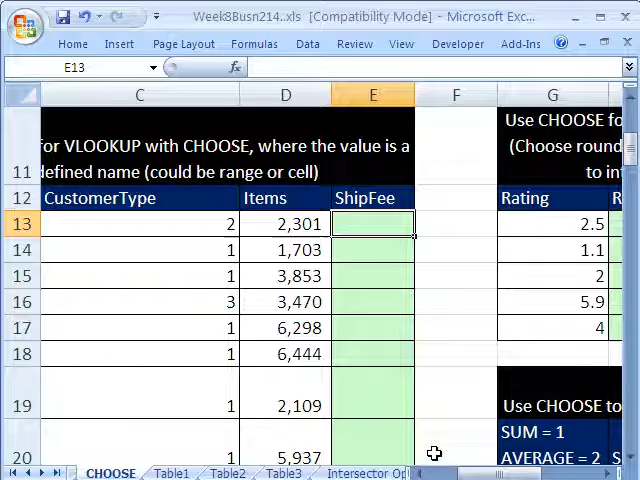 Week8Busn214..xls [Compatibility Mode] - Microsoft Exc...
Home Insert Page Layout Formulas Data Review View Developer Add-Ins
E13 fx
C D E F G
11 for VLOOKUP with CHOOSE, where the value is a
defined name (could be range or cell)
Use CHOOSE fo
(Choose round
to in
12 CustomerType Items ShipFee Rating R
13 2 2,301 2.5
14 1 1,703 1.1
15 1 3,853 2
16 3 3,470 5.9
17 1 6,298 4
18 1 6,444
19 1 2,109 Use CHOOSE to
SUM = 1
20 1 5,937 AVERAGE = 2 S
CHOOSE Table1 Table2 Table3 Intersector Op